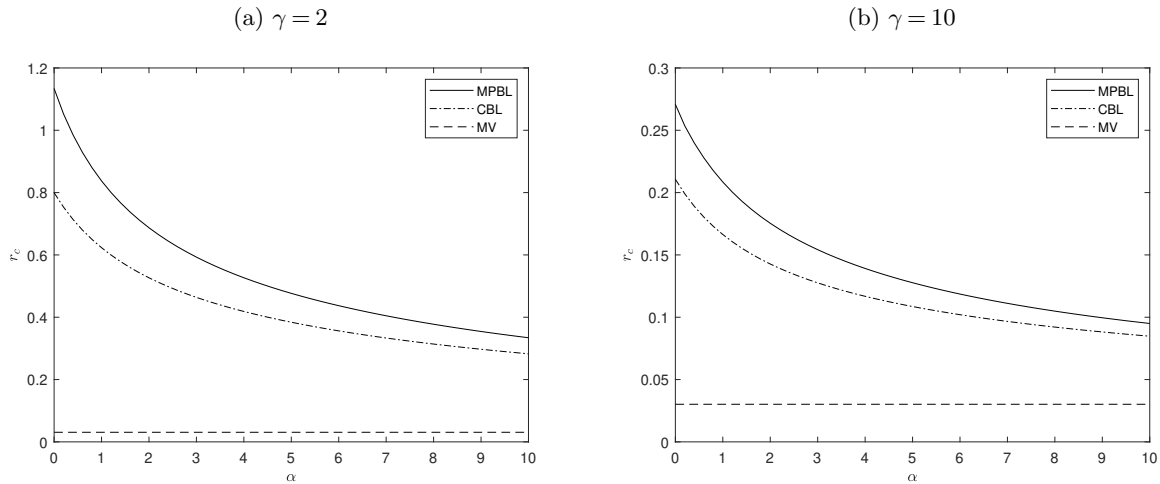 (a) γ = 2
1.2
1
0.8
0.6
0.4
0.2
0
r_c
0 1 2 3 4 5 6 7 8 9 10
α
MPBL
CBL
MV
(b) γ = 10
0.3
0.25
0.2
0.15
0.1
0.05
0
r_c
0 1 2 3 4 5 6 7 8 9 10
α
MPBL
CBL
MV